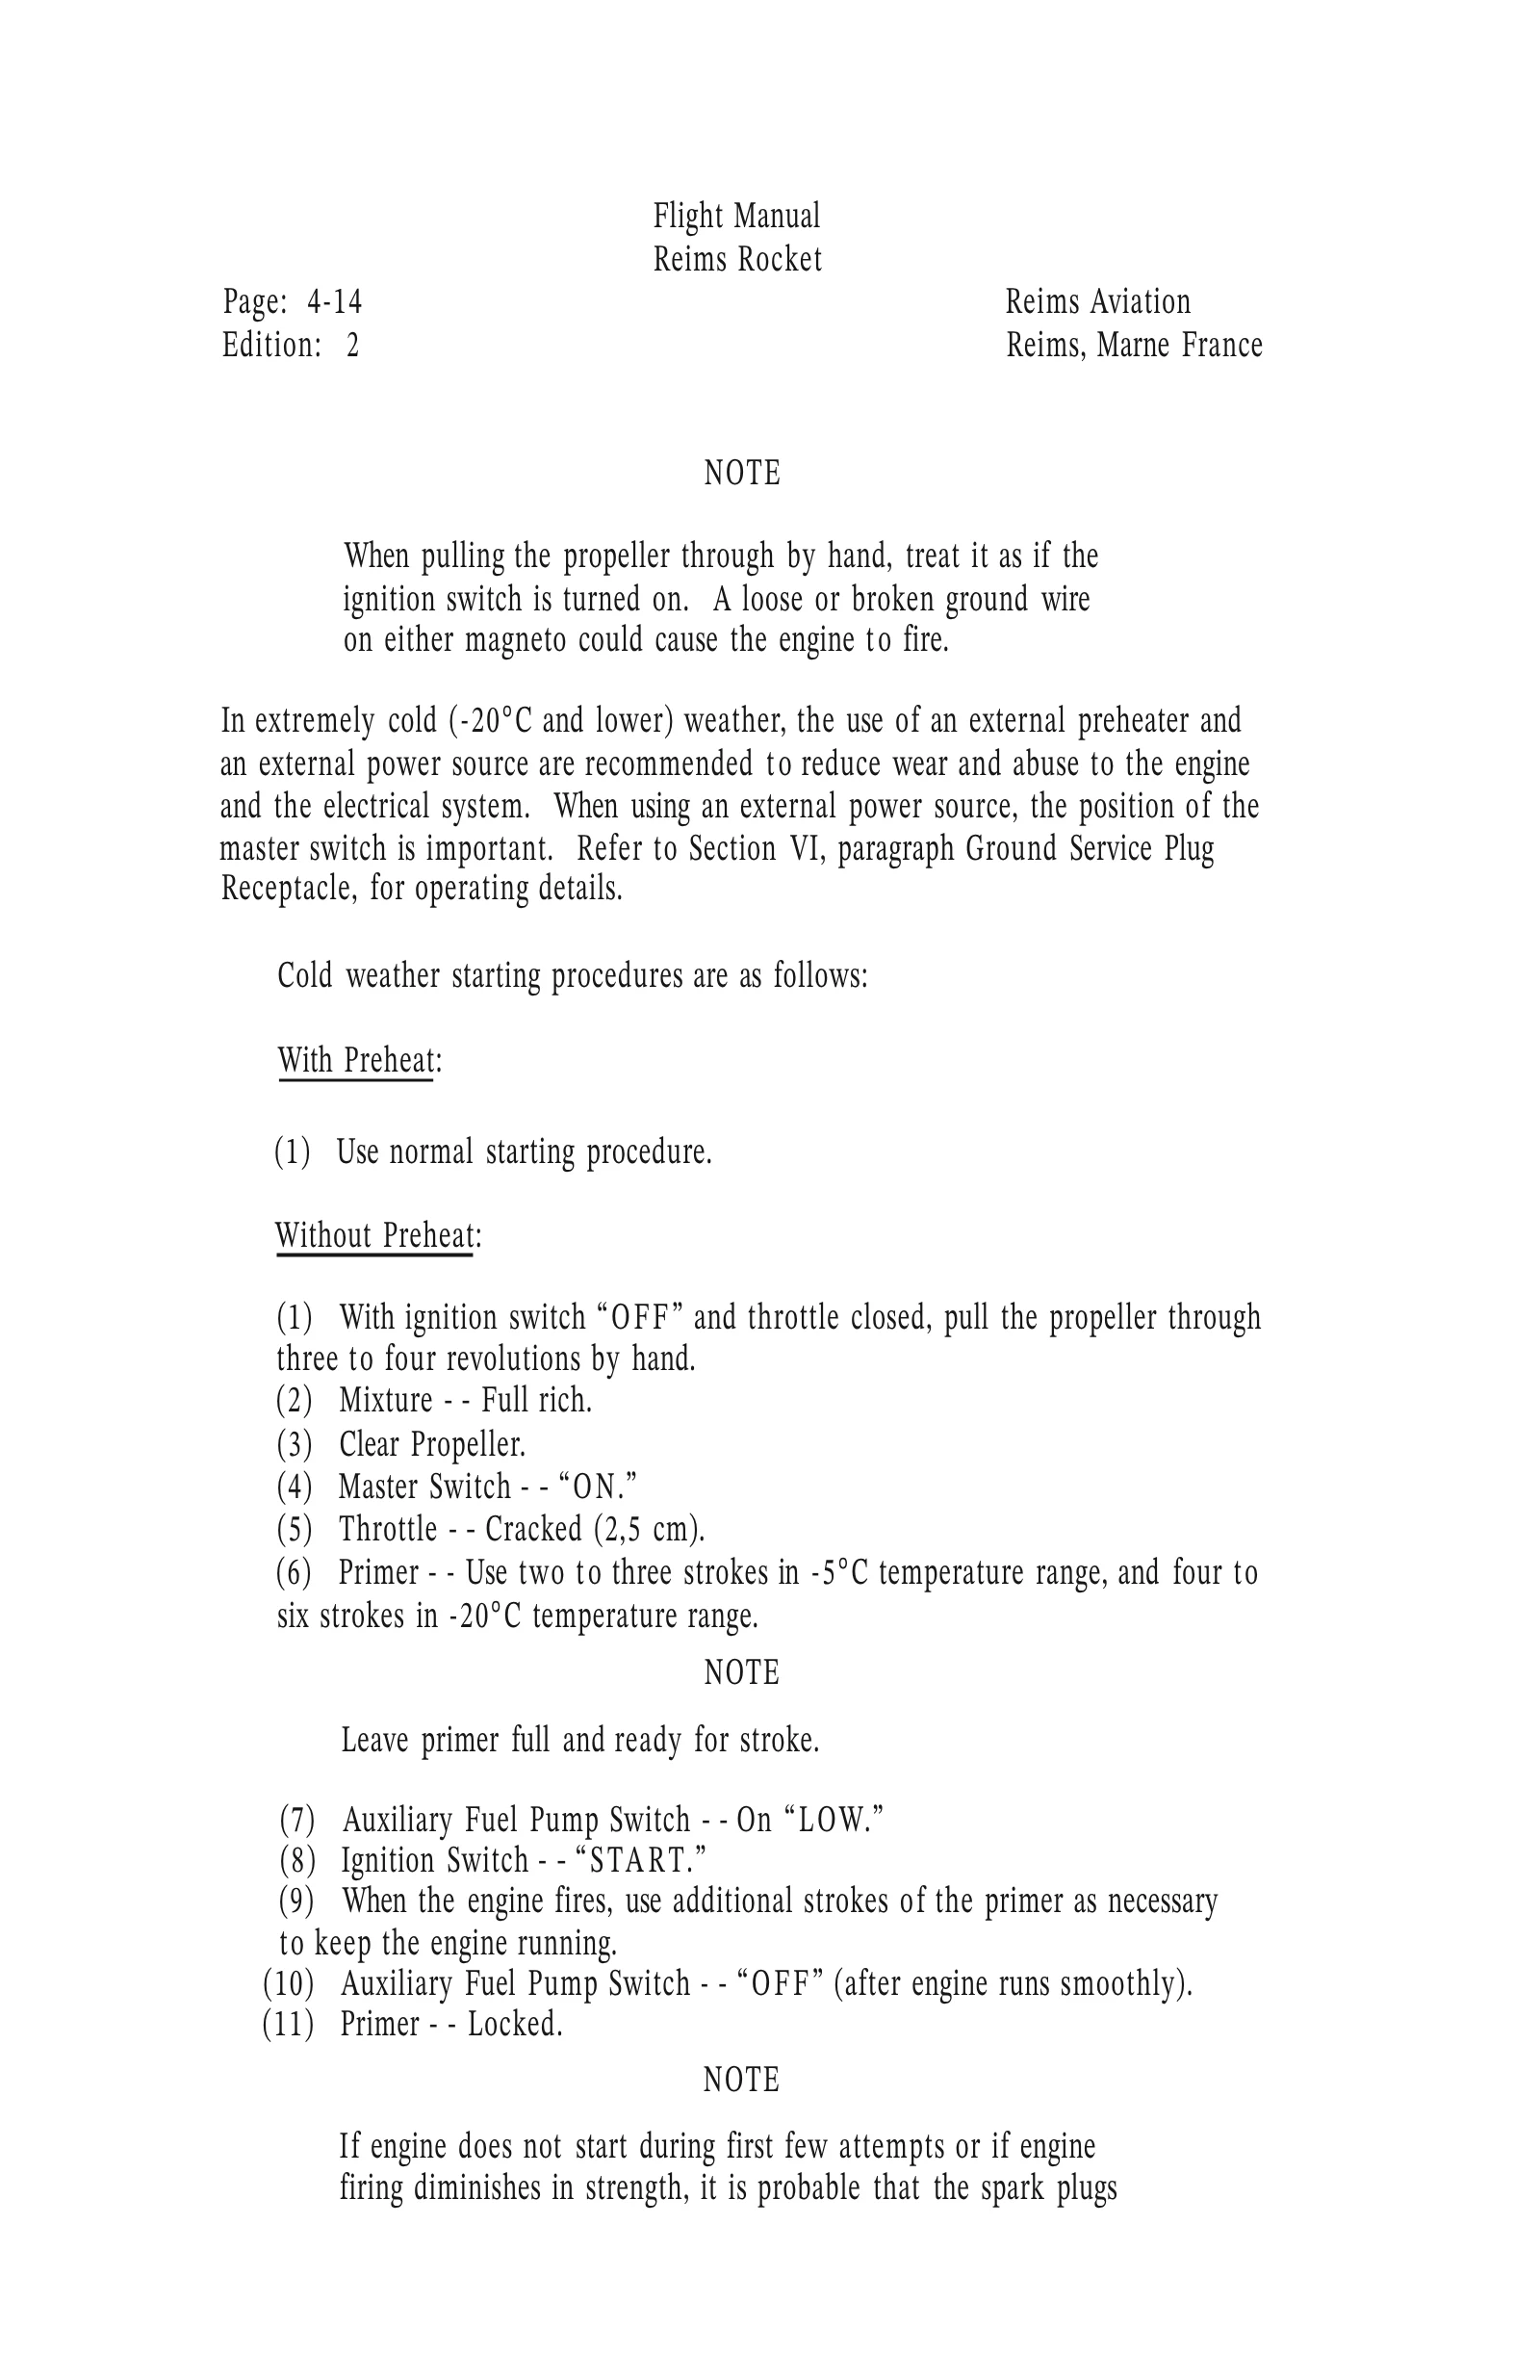 Flight Manual
Reims Rocket
Page: 4-14
Reims Aviation
Edition: 2
Reims, Marne France
NOTE
When pulling the propeller through by hand, treat it as if the
ignition switch is turned on. A loose or broken ground wire
on either magneto could cause the engine to fire.
In extremely cold (-20°C and lower) weather, the use of an external preheater and
an external power source are recommended to reduce wear and abuse to the engine
and the electrical system. When using an external power source, the position of the
master switch is important. Refer to Section VI, paragraph Ground Service Plug
Receptacle, for operating details.
Cold weather starting procedures are as follows:
With Preheat:
(1) Use normal starting procedure.
Without Preheat:
(1) With ignition switch “OFF” and throttle closed, pull the propeller through
three to four revolutions by hand.
(2) Mixture - - Full rich.
(3) Clear Propeller.
(4) Master Switch - - “ON.”
(5) Throttle - - Cracked (2,5 cm).
(6) Primer - - Use two to three strokes in -5°C temperature range, and four to
six strokes in -20°C temperature range.
NOTE
Leave primer full and ready for stroke.
(7) Auxiliary Fuel Pump Switch - - On “LOW.”
(8) Ignition Switch - - “START.”
(9) When the engine fires, use additional strokes of the primer as necessary
to keep the engine running.
(10) Auxiliary Fuel Pump Switch - - “OFF” (after engine runs smoothly).
(11) Primer - - Locked.
NOTE
If engine does not start during first few attempts or if engine
firing diminishes in strength, it is probable that the spark plugs